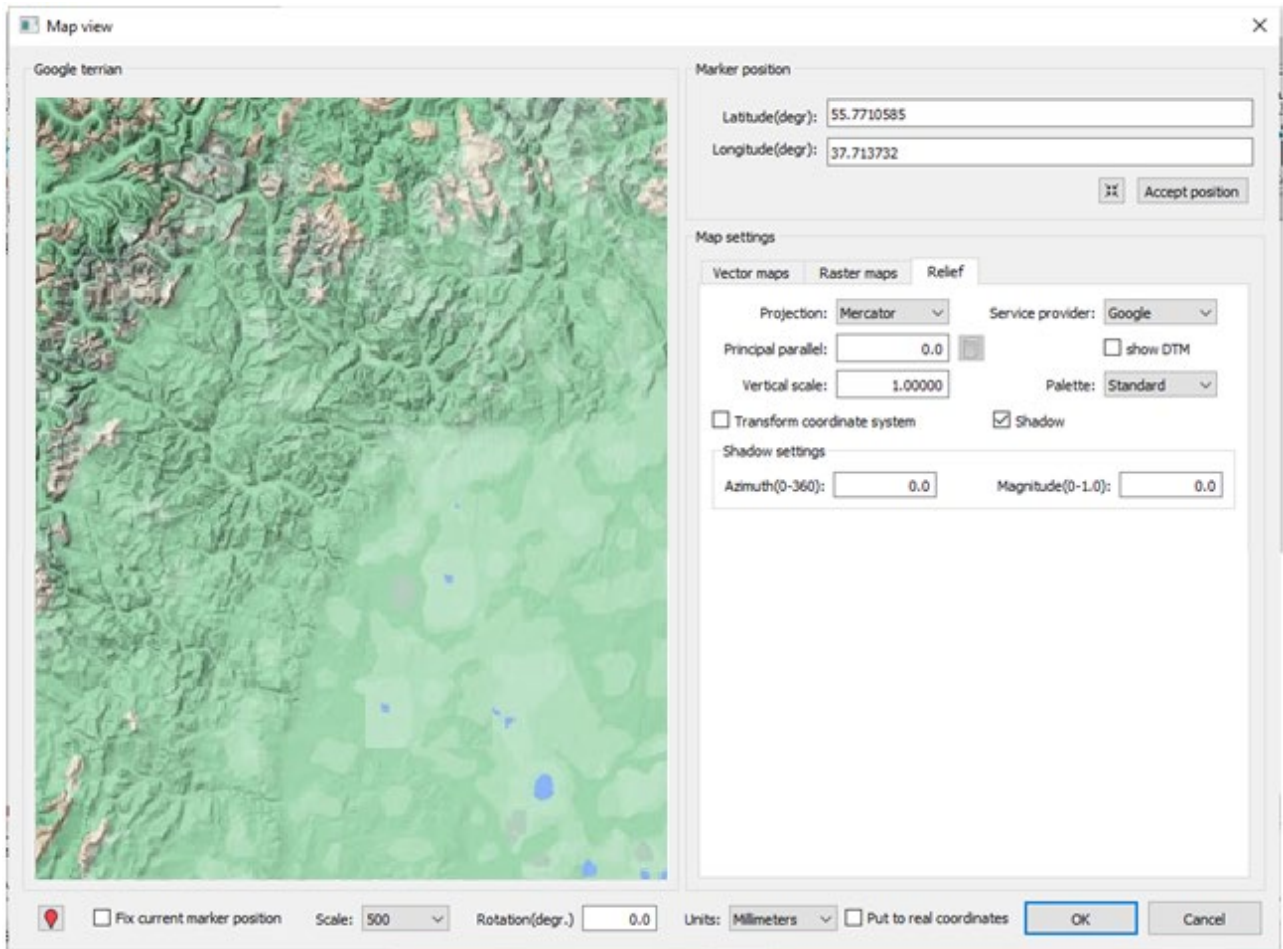 Map view
Google terrian
Marker position
Latitude(degr): 55.7710585
Longitude(degr): 37.713732
Accept position
Map settings
Vector maps Raster maps Relief
Projection: Mercator Service provider: Google
Principal parallel: 0.0 show DTM
Vertical scale: 1.00000 Palette: Standard
Transform coordinate system Shadow
Shadow settings
Azimuth(0-360): 0.0 Magnitude(0-1.0): 0.0
Fix current marker position Scale: 500 Rotation(degr.) 0.0 Units: Millimeters Put to real coordinates OK Cancel